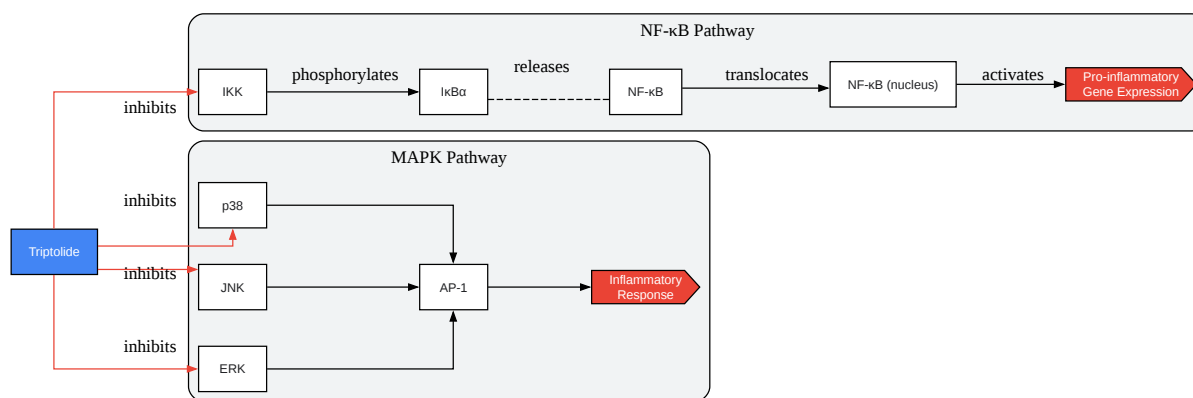 NF-κB Pathway
phosphorylates
releases
translocates
activates
IKK
IκBα
NF-κB
NF-κB (nucleus)
Pro-inflammatory
Gene Expression
inhibits
MAPK Pathway
inhibits
p38
Triptolide
inhibits
JNK
AP-1
Inflammatory
Response
inhibits
ERK